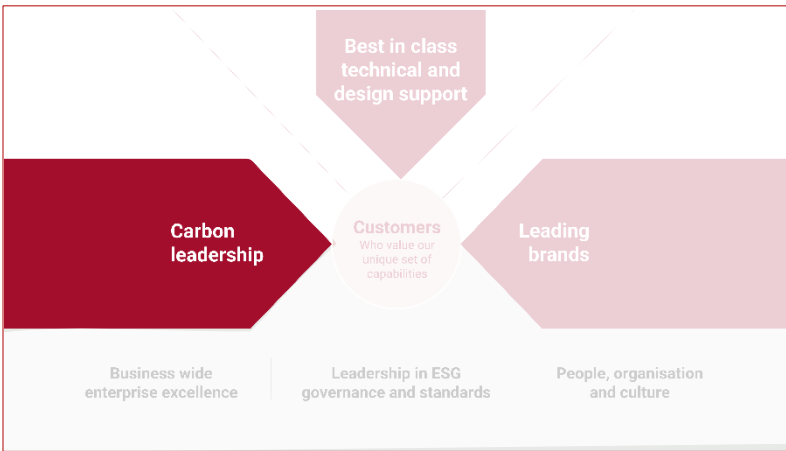 Best in class
technical and
design support
Carbon
leadership
Customers
Who value our
unique set of
capabilities
Leading
brands
Business wide
enterprise excellence
Leadership in ESG
governance and standards
People, organisation
and culture